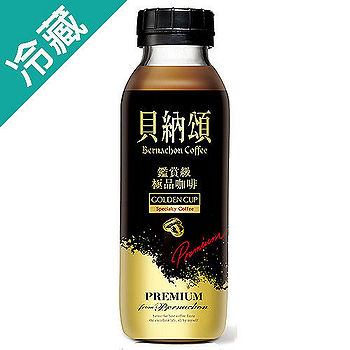 冷藏
貝納頌
Bernachon Coffee
鑑賞級
極品咖啡
GOLDEN CUP
Specialty Coffee
Premium
PREMIUM
from Bernachon